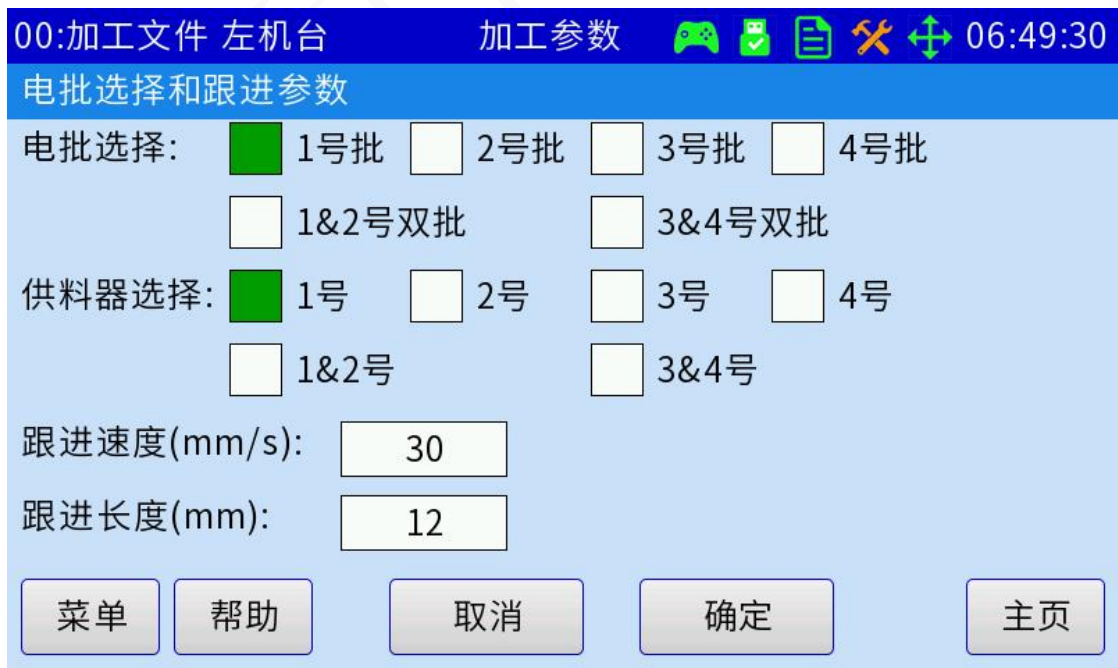 00:加工文件 左机台 加工参数 06:49:30
电批选择和跟进参数
电批选择: 1号批 2号批 3号批 4号批
1&2号双批 3&4号双批
供料器选择: 1号 2号 3号 4号
1&2号 3&4号
跟进速度(mm/s): 30
跟进长度(mm): 12
菜单 帮助 取消 确定 主页